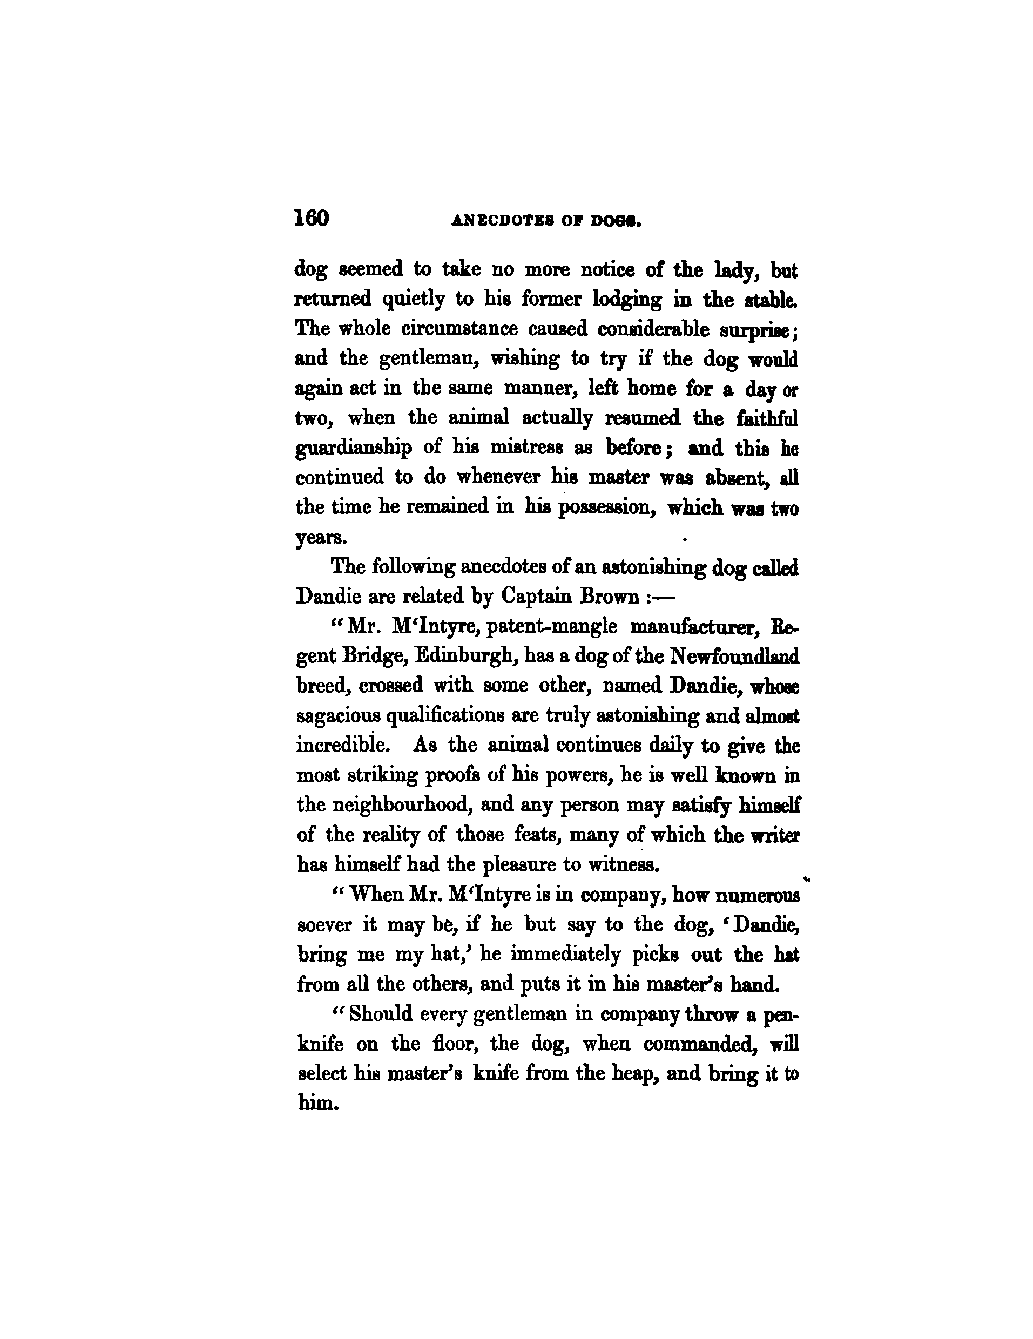 160 ANECDOTES OF DOGS.
dog seemed to take no more notice of the lady, but
returned quietly to his former lodging in the stable.
The whole circumstance caused considerable surprise;
and the gentleman, wishing to try if the dog would
again act in the same manner, left home for a day or
two, when the animal actually resumed the faithful
guardianship of his mistress as before; and this he
continued to do whenever his master was absent, all
the time he remained in his possession, which was two
years.
The following anecdotes of an astonishing dog called
Dandie are related by Captain Brown :—
“Mr. M‘Intyre, patent-mangle manufacturer, Re-
gent Bridge, Edinburgh, has a dog of the Newfoundland
breed, crossed with some other, named Dandie, whose
sagacious qualifications are truly astonishing and almost
incredible. As the animal continues daily to give the
most striking proofs of his powers, he is well known in
the neighbourhood, and any person may satisfy himself
of the reality of those feats, many of which the writer
has himself had the pleasure to witness.
“When Mr. M‘Intyre is in company, how numerous
soever it may be, if he but say to the dog, ‘Dandie,
bring me my hat,’ he immediately picks out the hat
from all the others, and puts it in his master’s hand.
“Should every gentleman in company throw a pen-
knife on the floor, the dog, when commanded, will
select his master’s knife from the heap, and bring it to
him.